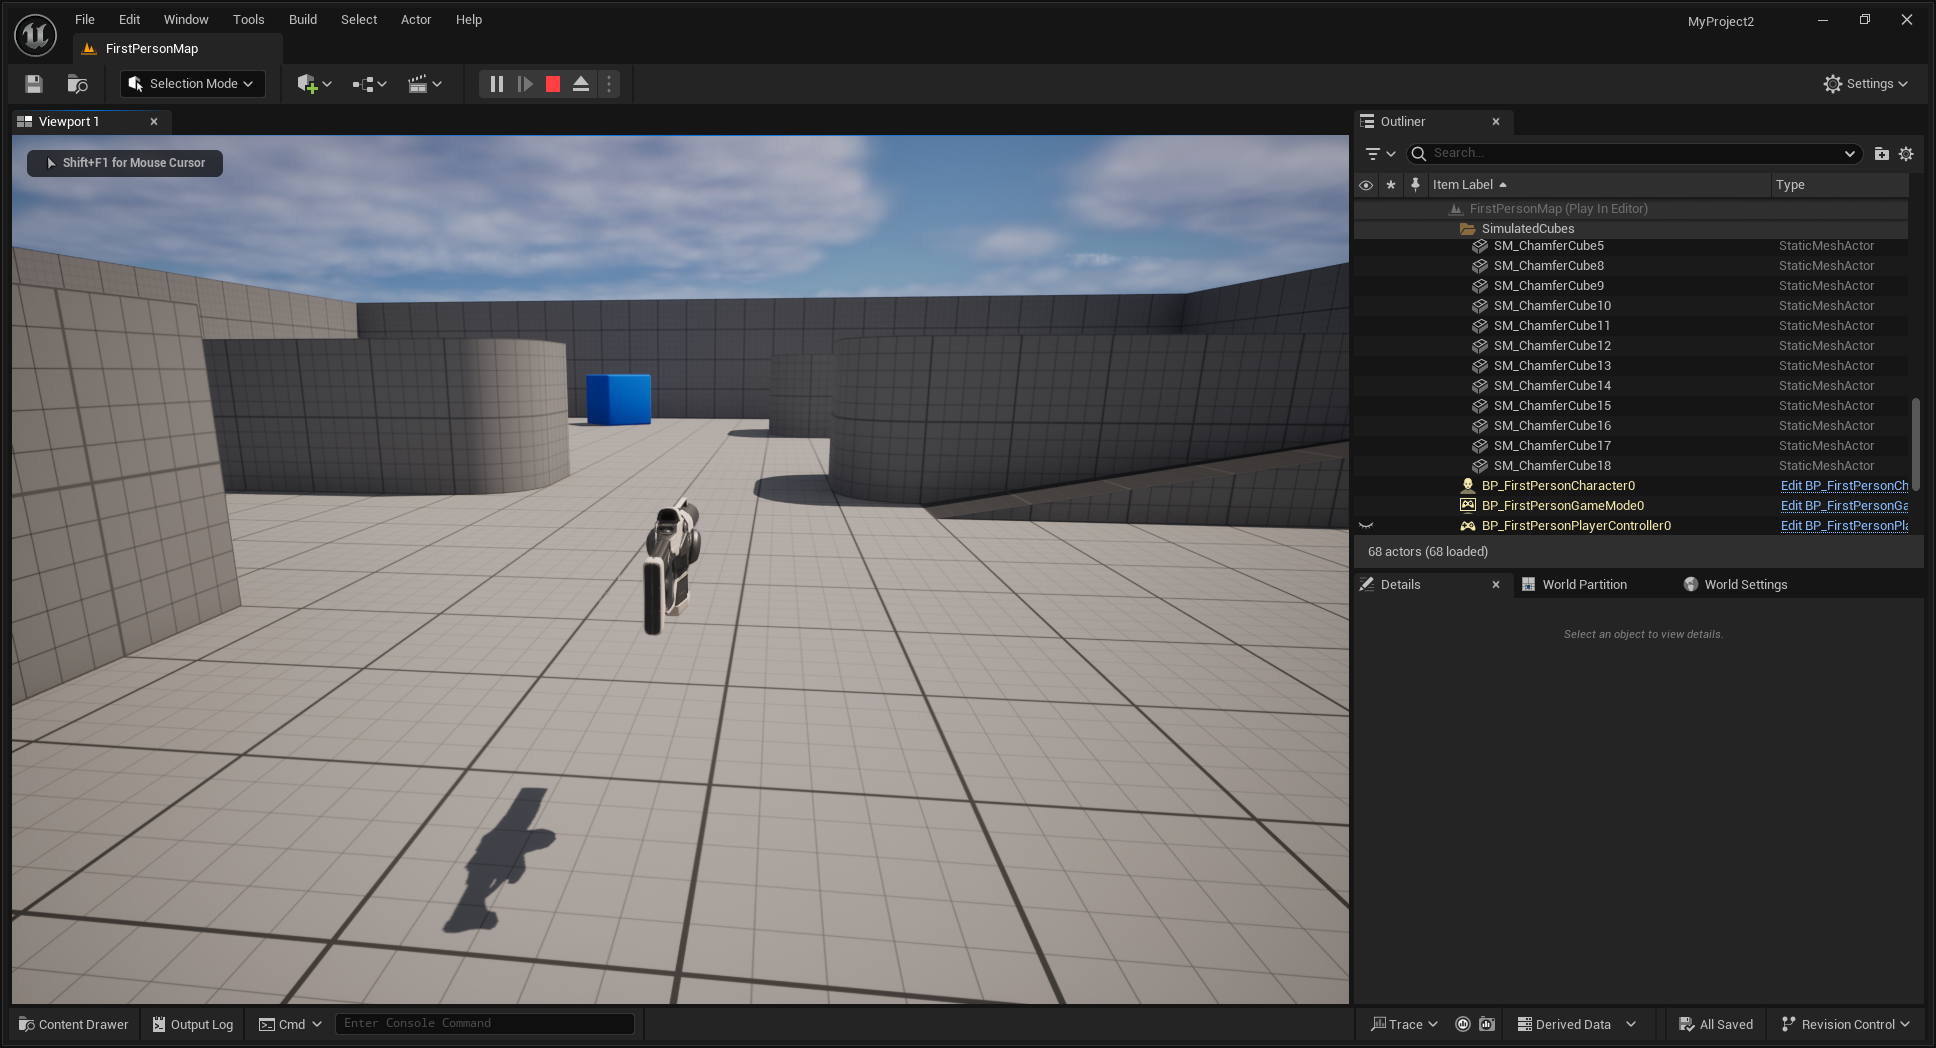 File Edit Window Tools Build Select Actor Help
MyProject2
FirstPersonMap
Selection Mode
Settings
Viewport 1
Shift+F1 for Mouse Cursor
Outliner
Search...
Item Label Type
FirstPersonMap (Play In Editor)
SimulatedCubes
SM_ChamferCube5 StaticMeshActor
SM_ChamferCube8 StaticMeshActor
SM_ChamferCube9 StaticMeshActor
SM_ChamferCube10 StaticMeshActor
SM_ChamferCube11 StaticMeshActor
SM_ChamferCube12 StaticMeshActor
SM_ChamferCube13 StaticMeshActor
SM_ChamferCube14 StaticMeshActor
SM_ChamferCube15 StaticMeshActor
SM_ChamferCube16 StaticMeshActor
SM_ChamferCube17 StaticMeshActor
SM_ChamferCube18 StaticMeshActor
BP_FirstPersonCharacter0 Edit BP_FirstPersonCh
BP_FirstPersonGameMode0 Edit BP_FirstPersonGa
BP_FirstPersonPlayerController0 Edit BP_FirstPersonPla
68 actors (68 loaded)
Details World Partition World Settings
Select an object to view details.
Content Drawer Output Log Cmd Enter Console Command Trace Derived Data All Saved Revision Control